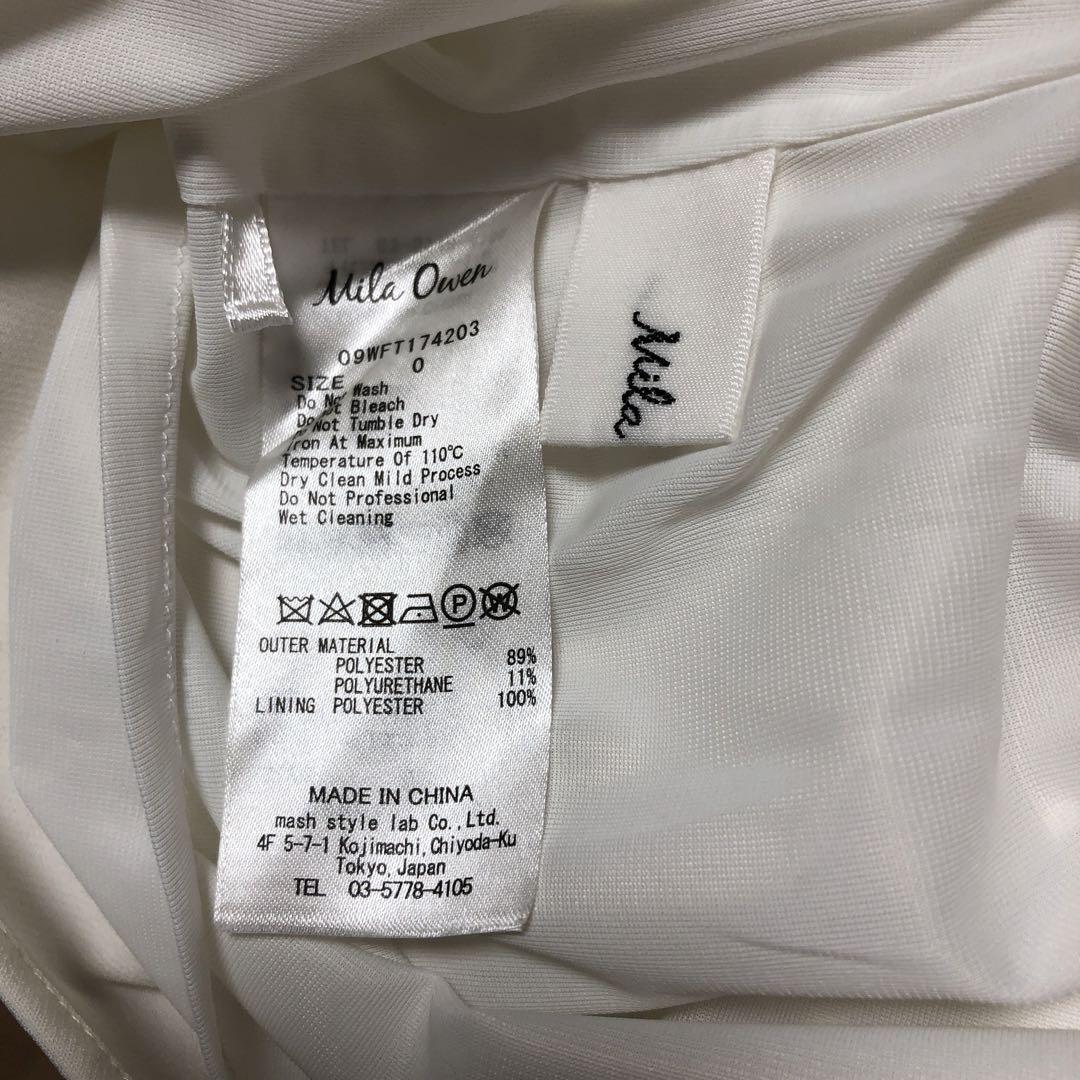 Mila Owen
09WFT174203
SIZE 0
Do Not Wash
Do Not Bleach
Do Not Tumble Dry
Iron At Maximum
Temperature Of 110℃
Dry Clean Mild Process
Do Not Professional
Wet Cleaning
P W
OUTER MATERIAL
POLYESTER 89%
POLYURETHANE 11%
LINING POLYESTER 100%
MADE IN CHINA
mash style lab Co.,Ltd.
4F 5-7-1 Kojimachi,Chiyoda-Ku
Tokyo,Japan
TEL 03-5778-4105
Mila